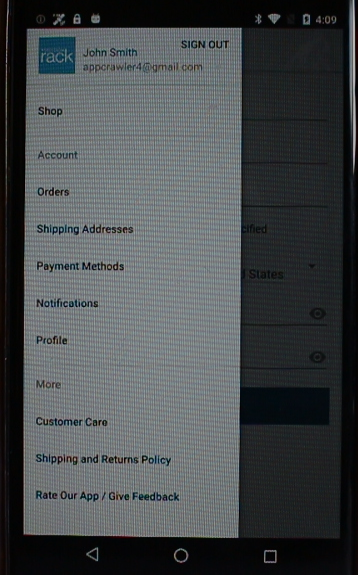 4:09
rack
John Smith
SIGN OUT
appcrawler4@gmail.com
Shop
Account
Orders
Shipping Addresses
cified
Payment Methods
States
Notifications
Profile
More
Customer Care
Shipping and Returns Policy
Rate Our App / Give Feedback